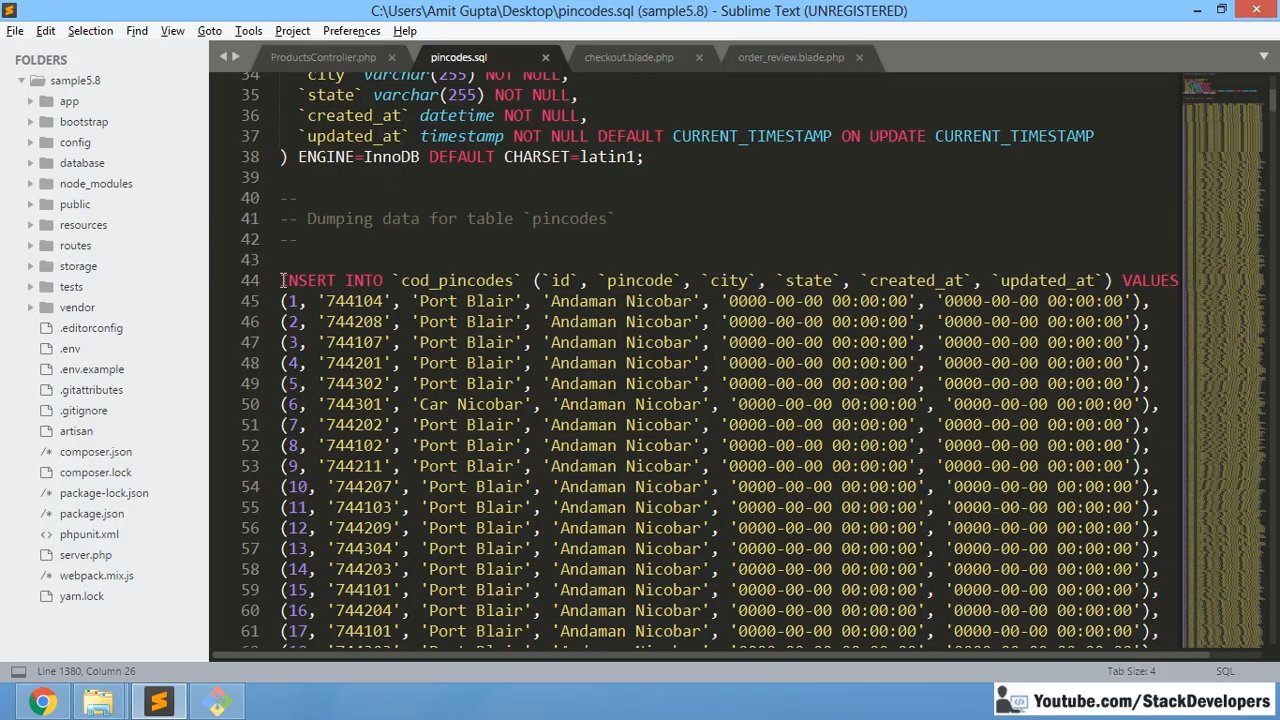 C:\Users\Amit Gupta\Desktop\pincodes.sql (sample5.8) - Sublime Text (UNREGISTERED)
File Edit Selection Find View Goto Tools Project Preferences Help
FOLDERS
sample5.8
app
bootstrap
config
database
node_modules
public
resources
routes
storage
tests
vendor
.editorconfig
.env
.env.example
.gitattributes
.gitignore
artisan
composer.json
composer.lock
package-lock.json
package.json
phpunit.xml
server.php
webpack.mix.js
yarn.lock
ProductsController.php pincodes.sql checkout.blade.php order_review.blade.php
34 `city` varchar(255) NOT NULL,
35 `state` varchar(255) NOT NULL,
36 `created_at` datetime NOT NULL,
37 `updated_at` timestamp NOT NULL DEFAULT CURRENT_TIMESTAMP ON UPDATE CURRENT_TIMESTAMP
38 ) ENGINE=InnoDB DEFAULT CHARSET=latin1;
39
40 --
41 -- Dumping data for table `pincodes`
42 --
43
44 INSERT INTO `cod_pincodes` (`id`, `pincode`, `city`, `state`, `created_at`, `updated_at`) VALUES
45 (1, '744104', 'Port Blair', 'Andaman Nicobar', '0000-00-00 00:00:00', '0000-00-00 00:00:00'),
46 (2, '744208', 'Port Blair', 'Andaman Nicobar', '0000-00-00 00:00:00', '0000-00-00 00:00:00'),
47 (3, '744107', 'Port Blair', 'Andaman Nicobar', '0000-00-00 00:00:00', '0000-00-00 00:00:00'),
48 (4, '744201', 'Port Blair', 'Andaman Nicobar', '0000-00-00 00:00:00', '0000-00-00 00:00:00'),
49 (5, '744302', 'Port Blair', 'Andaman Nicobar', '0000-00-00 00:00:00', '0000-00-00 00:00:00'),
50 (6, '744301', 'Car Nicobar', 'Andaman Nicobar', '0000-00-00 00:00:00', '0000-00-00 00:00:00'),
51 (7, '744202', 'Port Blair', 'Andaman Nicobar', '0000-00-00 00:00:00', '0000-00-00 00:00:00'),
52 (8, '744102', 'Port Blair', 'Andaman Nicobar', '0000-00-00 00:00:00', '0000-00-00 00:00:00'),
53 (9, '744211', 'Port Blair', 'Andaman Nicobar', '0000-00-00 00:00:00', '0000-00-00 00:00:00'),
54 (10, '744207', 'Port Blair', 'Andaman Nicobar', '0000-00-00 00:00:00', '0000-00-00 00:00:00'),
55 (11, '744103', 'Port Blair', 'Andaman Nicobar', '0000-00-00 00:00:00', '0000-00-00 00:00:00'),
56 (12, '744209', 'Port Blair', 'Andaman Nicobar', '0000-00-00 00:00:00', '0000-00-00 00:00:00'),
57 (13, '744304', 'Port Blair', 'Andaman Nicobar', '0000-00-00 00:00:00', '0000-00-00 00:00:00'),
58 (14, '744203', 'Port Blair', 'Andaman Nicobar', '0000-00-00 00:00:00', '0000-00-00 00:00:00'),
59 (15, '744101', 'Port Blair', 'Andaman Nicobar', '0000-00-00 00:00:00', '0000-00-00 00:00:00'),
60 (16, '744204', 'Port Blair', 'Andaman Nicobar', '0000-00-00 00:00:00', '0000-00-00 00:00:00'),
61 (17, '744101', 'Port Blair', 'Andaman Nicobar', '0000-00-00 00:00:00', '0000-00-00 00:00:00'),
Line 1380, Column 26 Tab Size: 4 SQL
Youtube.com/StackDevelopers